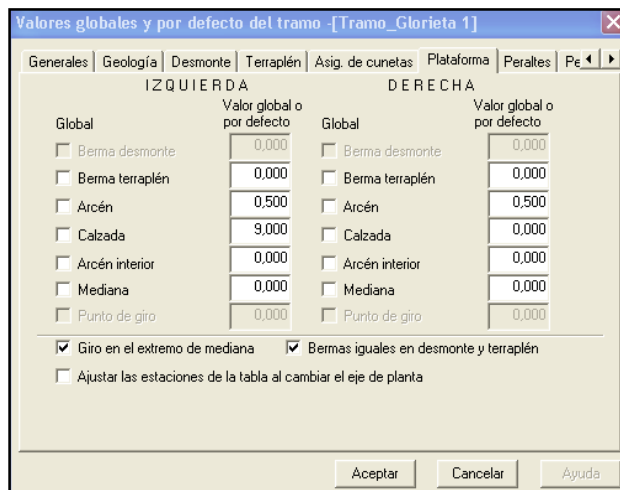 Valores globales y por defecto del tramo -[Tramo_Glorieta 1]
Generales Geología Desmonte Terraplén Asig. de cunetas Plataforma Peraltes Pe
IZQUIERDA DERECHA
Global Valor global o por defecto Global Valor global o por defecto
Berma desmonte 0,000 Berma desmonte 0,000
Berma terraplén 0,000 Berma terraplén 0,000
Arcén 0,500 Arcén 0,500
Calzada 9,000 Calzada 0,000
Arcén interior 0,000 Arcén interior 0,000
Mediana 0,000 Mediana 0,000
Punto de giro 0,000 Punto de giro 0,000
Giro en el extremo de mediana Bermas iguales en desmonte y terraplén
Ajustar las estaciones de la tabla al cambiar el eje de planta
Aceptar Cancelar Ayuda